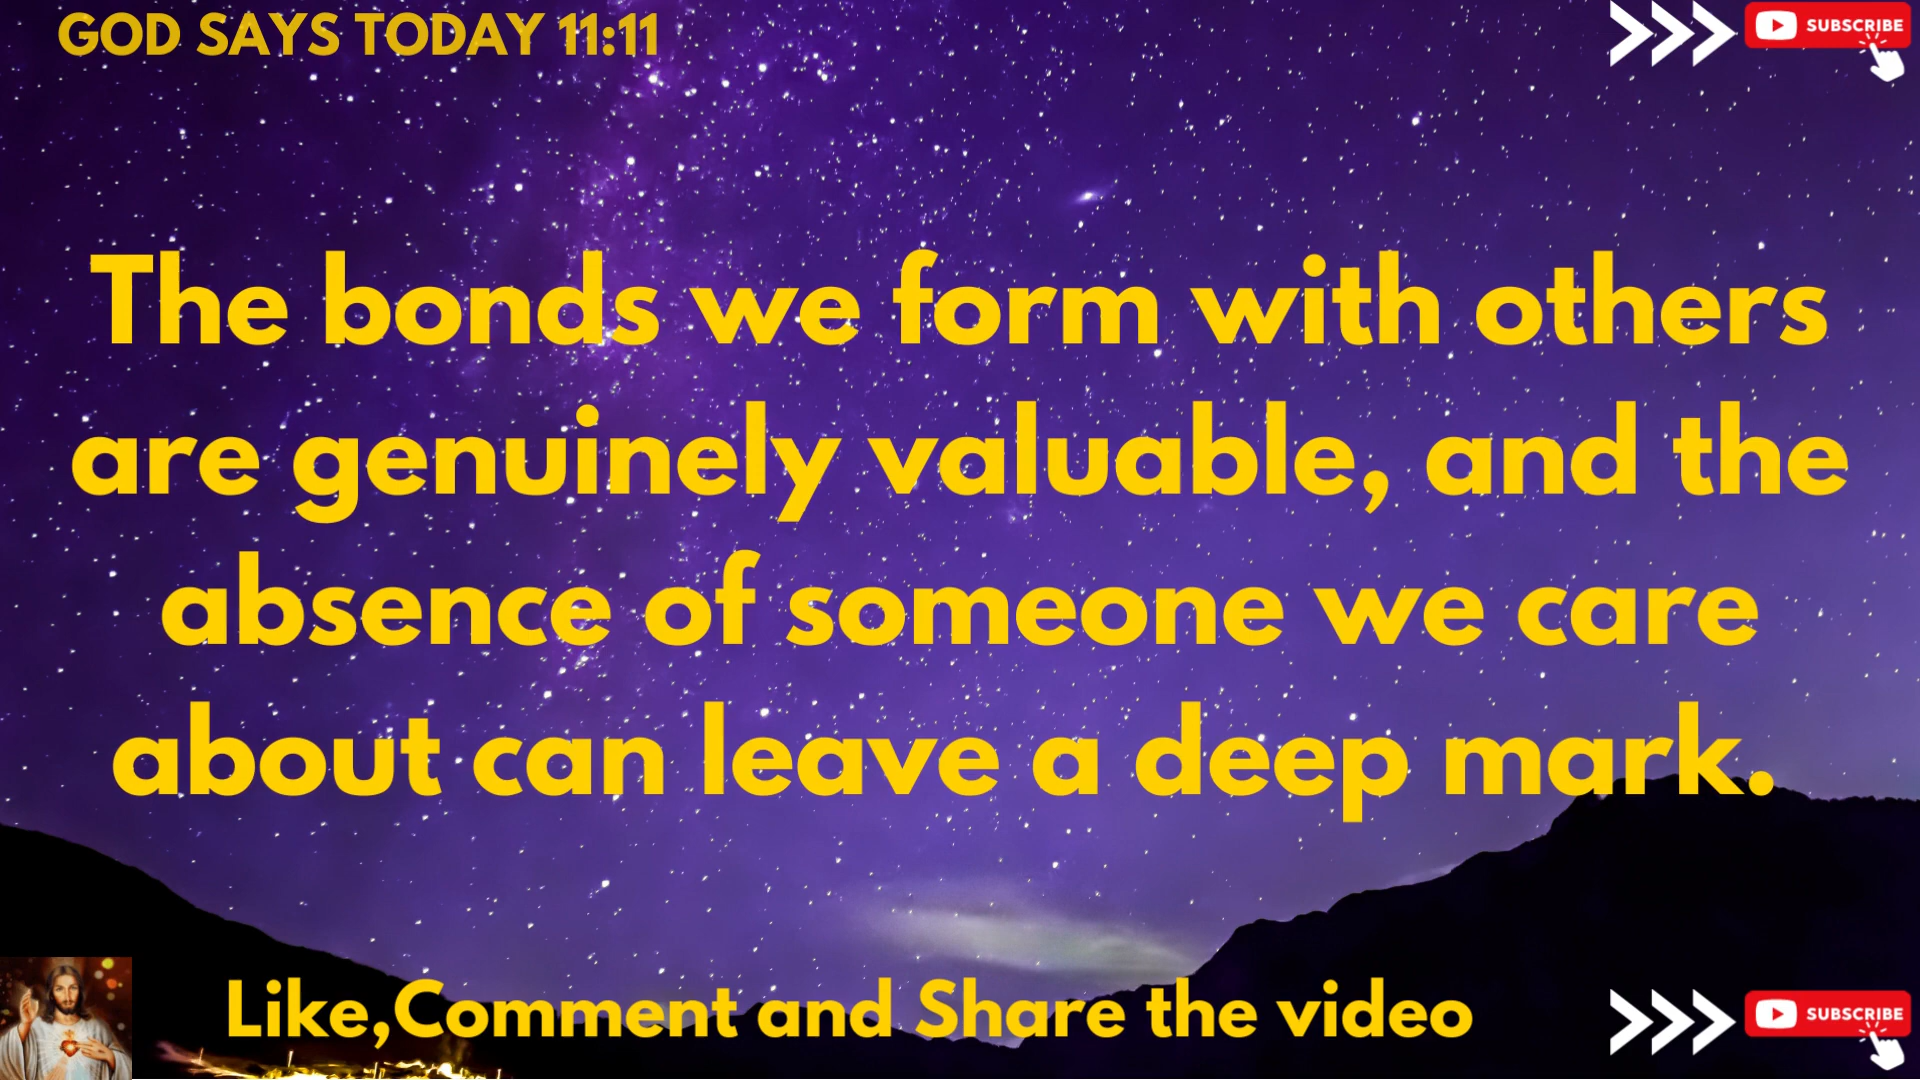 GOD SAYS TODAY 11:11
SUBSCRIBE
The bonds we form with others
are genuinely valuable, and the
absence of someone we care
about can leave a deep mark.
Like,Comment and Share the video
SUBSCRIBE